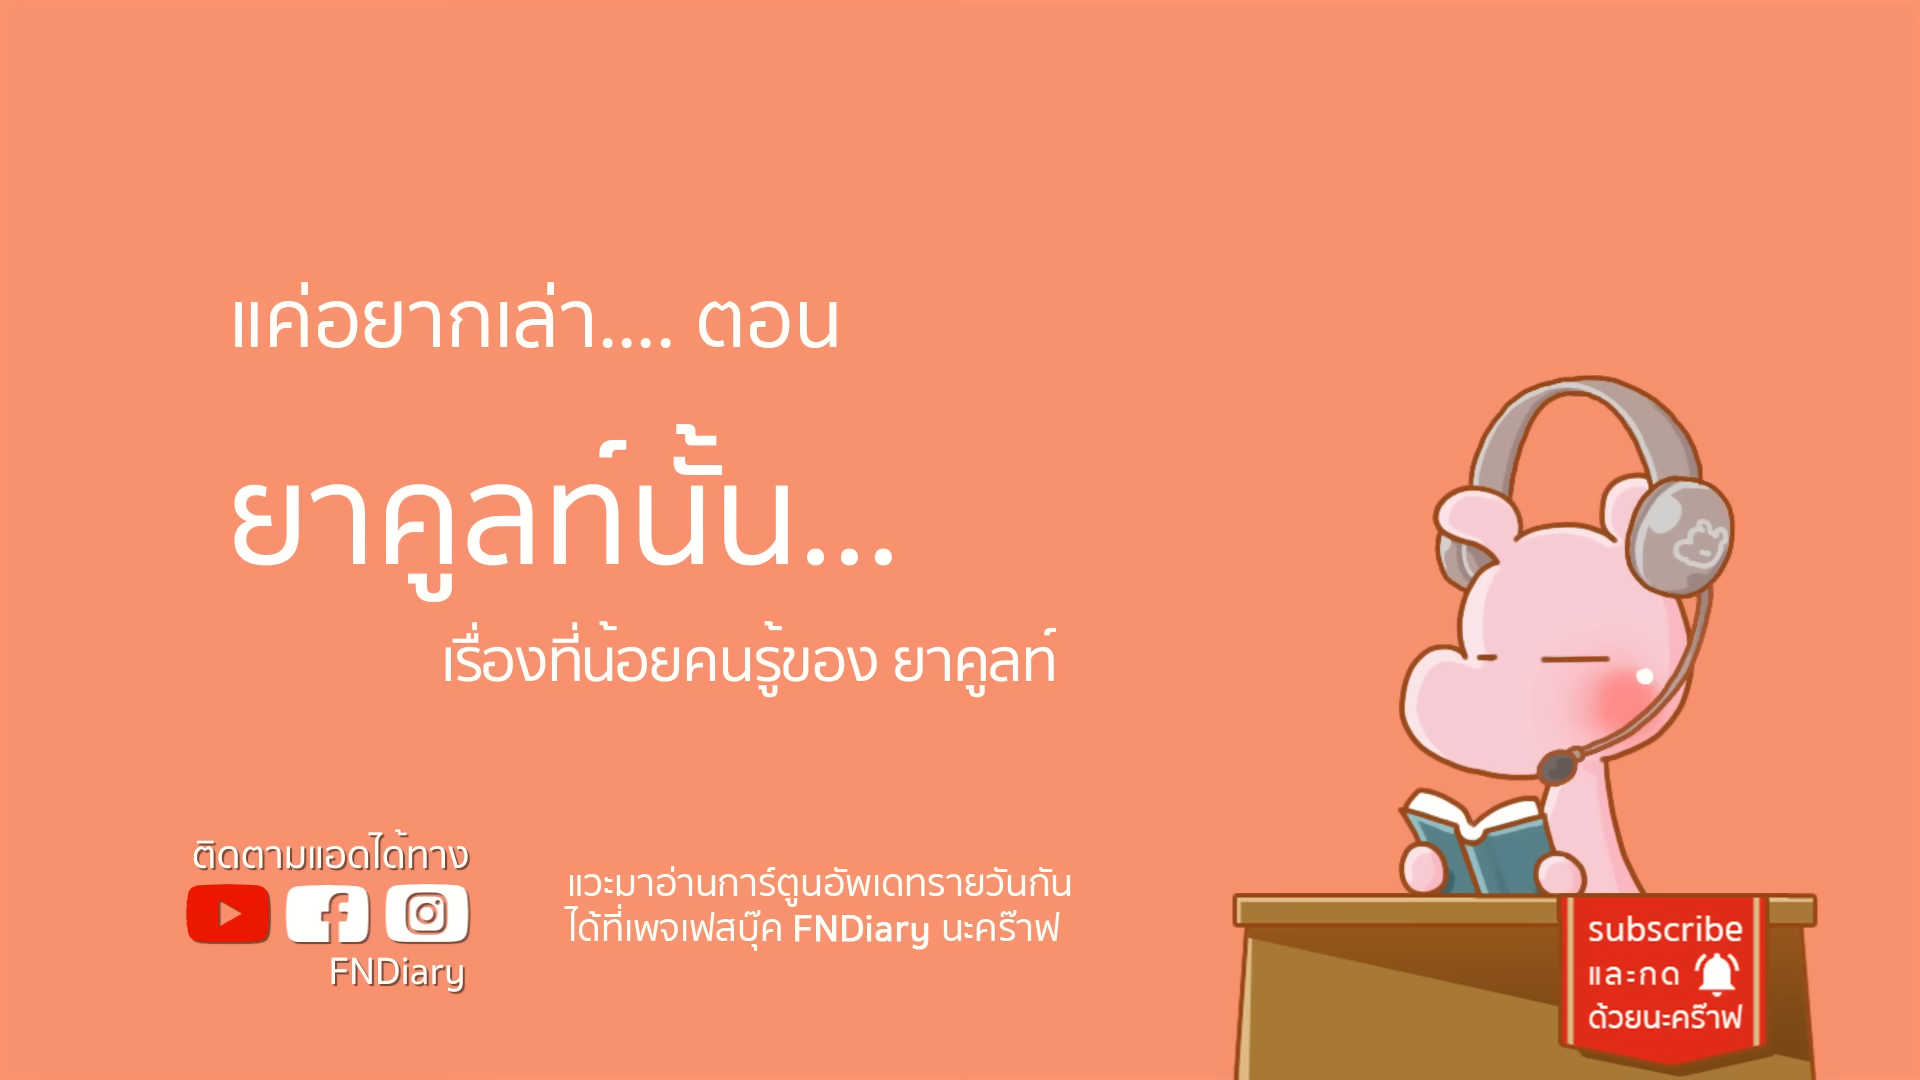 แค่อยากเล่า.... ตอน
ยาคูลท์นั้น...
เรื่องที่น้อยคนรู้ของ ยาคูลท์
ติดตามแอดได้ทาง
FNDiary
แวะมาอ่านการ์ตูนอัพเดทรายวันกัน
ได้ที่เพจเฟสบุ๊ค FNDiary นะคร๊าฟ
subscribe
และกด
ด้วยนะคร๊าฟ